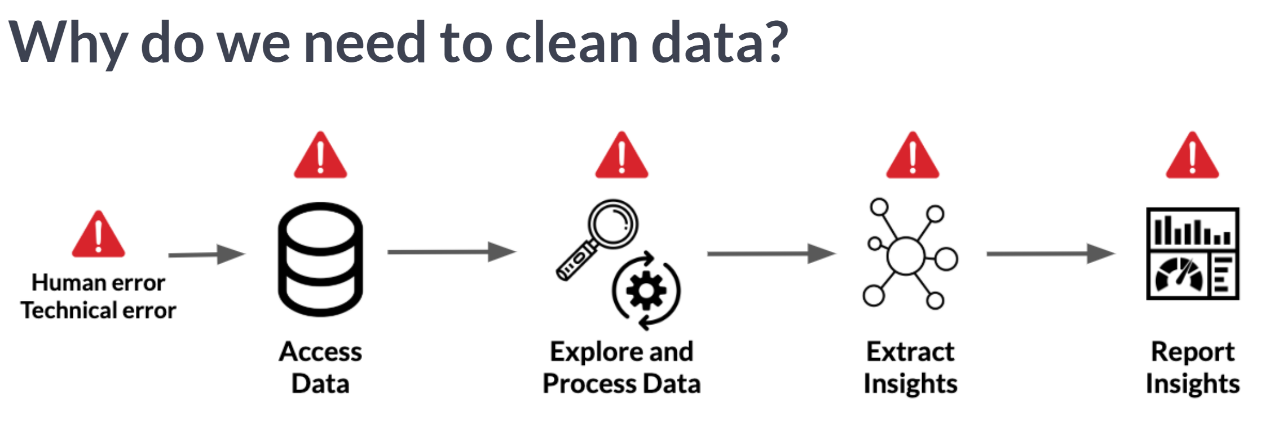 Why do we need to clean data?
Human error
Technical error
Access
Data
Explore and
Process Data
Extract
Insights
Report
Insights